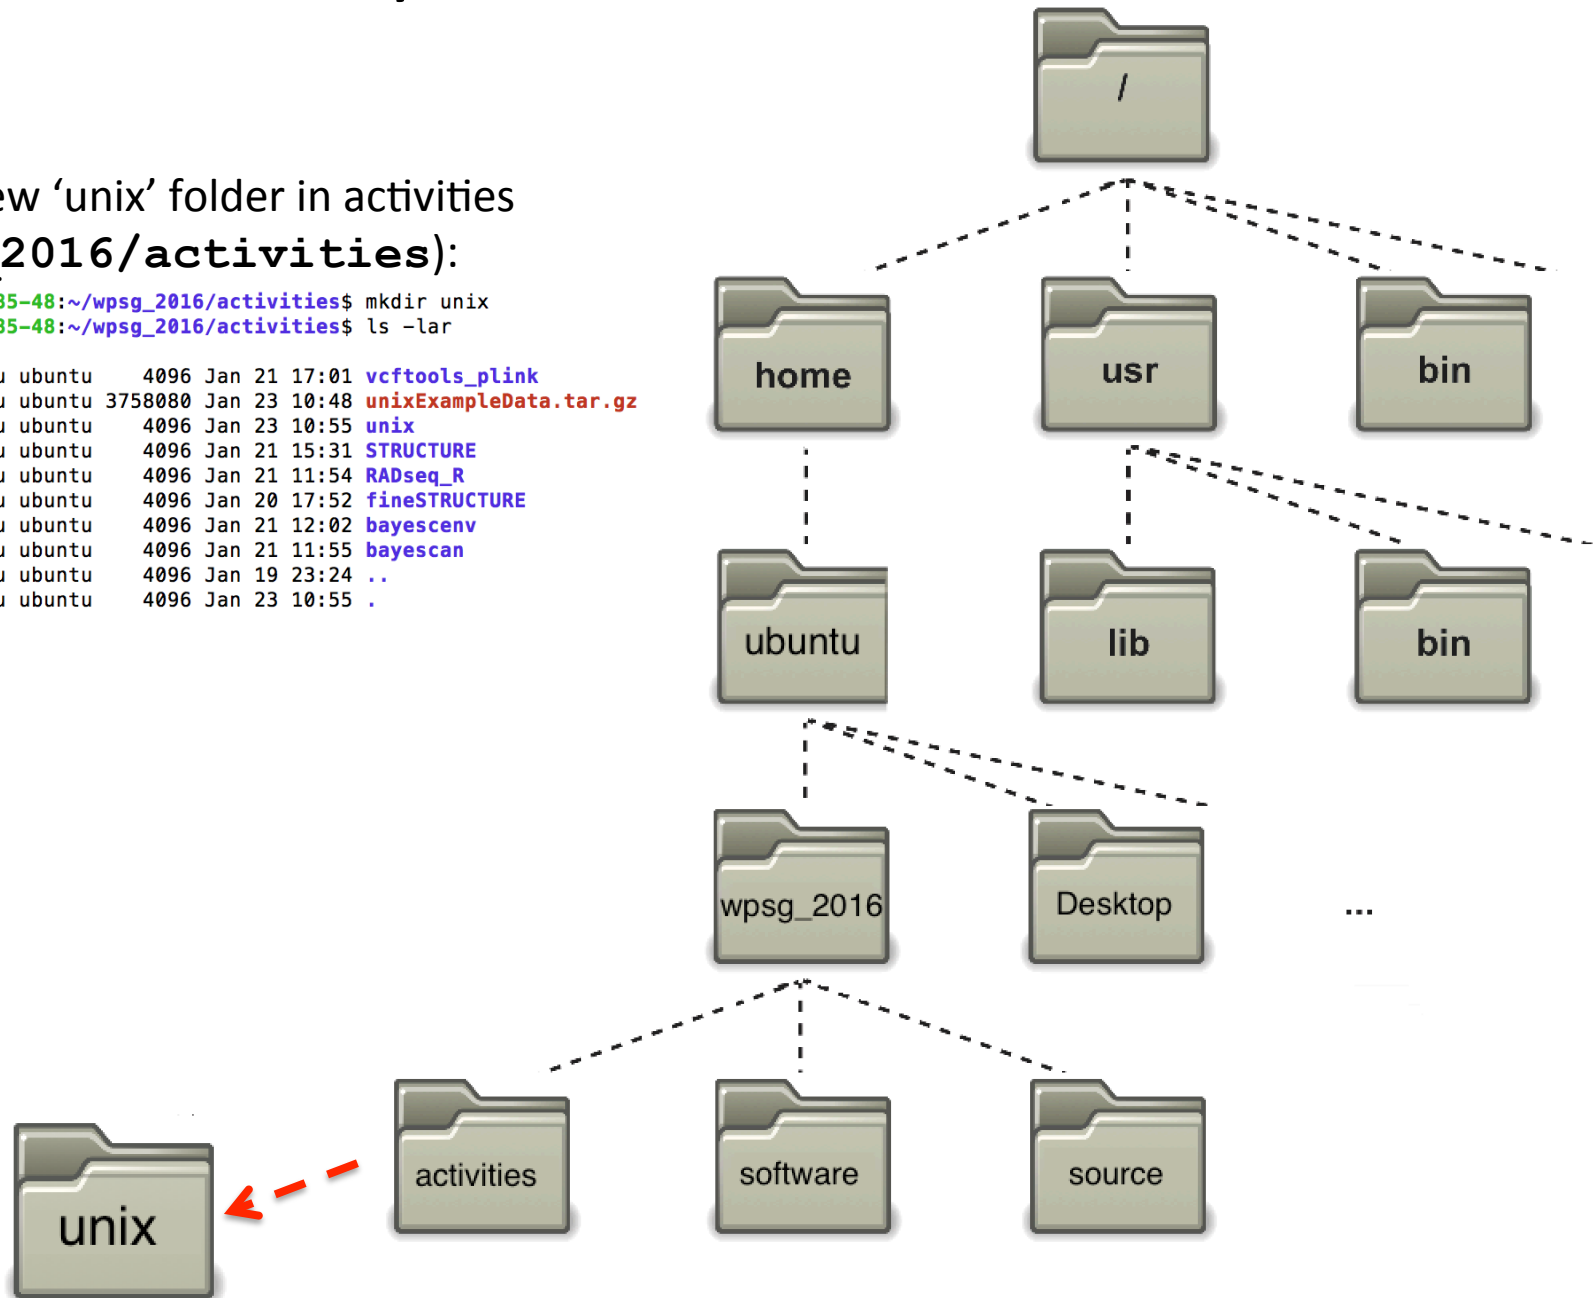 ew ‘unix’ folder in activities
_2016/activities):
35-48:~/wpsg_2016/activities$ mkdir unix
35-48:~/wpsg_2016/activities$ ls -lar
u ubuntu 4096 Jan 21 17:01 vcftools_plink
u ubuntu 3758080 Jan 23 10:48 unixExampleData.tar.gz
u ubuntu 4096 Jan 23 10:55 unix
u ubuntu 4096 Jan 21 15:31 STRUCTURE
u ubuntu 4096 Jan 21 11:54 RADseq_R
u ubuntu 4096 Jan 20 17:52 fineSTRUCTURE
u ubuntu 4096 Jan 21 12:02 bayescenv
u ubuntu 4096 Jan 21 11:55 bayescan
u ubuntu 4096 Jan 19 23:24 ..
u ubuntu 4096 Jan 23 10:55 .
/
home usr bin
ubuntu lib bin
wpsg_2016 Desktop ...
activities software source
unix